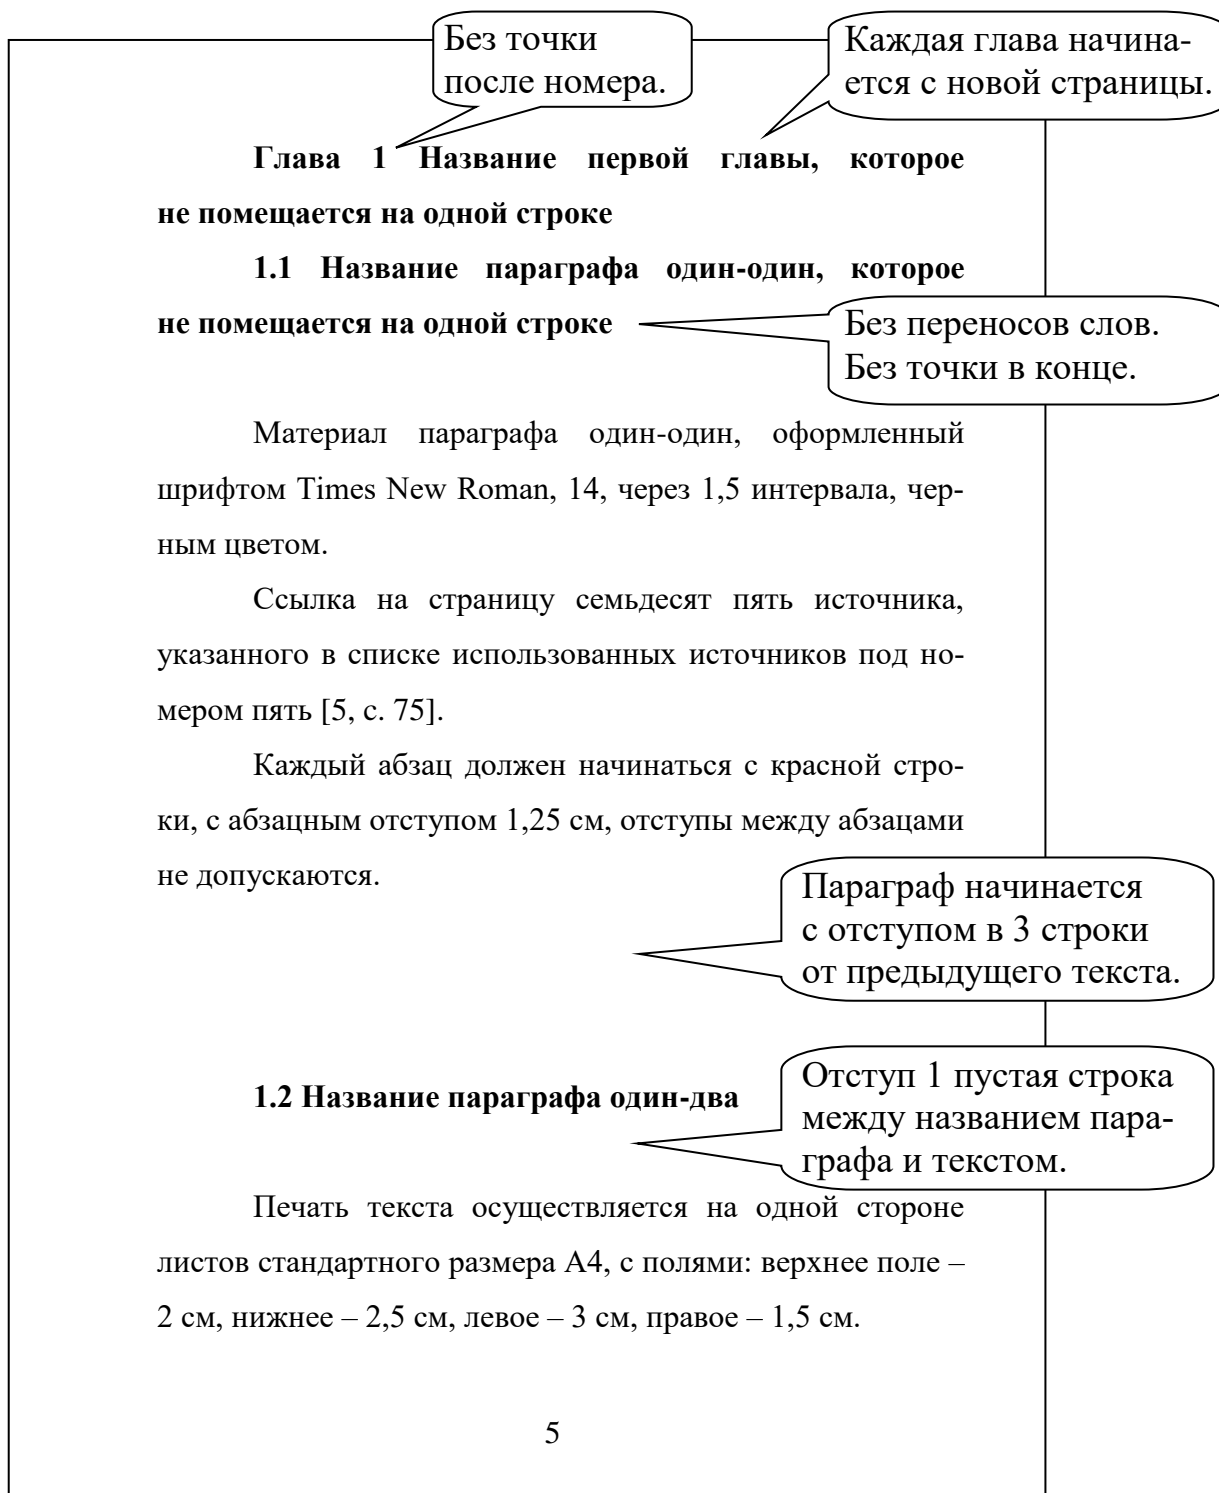 Без точки
после номера.
Каждая глава начина-
ется с новой страницы.
Глава 1 Название первой главы, которое
не помещается на одной строке
1.1 Название параграфа один-один, которое
не помещается на одной строке
Без переносов слов.
Без точки в конце.
Материал параграфа один-один, оформленный
шрифтом Times New Roman, 14, через 1,5 интервала, чер-
ным цветом.
Ссылка на страницу семьдесят пять источника,
указанного в списке использованных источников под но-
мером пять [5, с. 75].
Каждый абзац должен начинаться с красной стро-
ки, с абзацным отступом 1,25 см, отступы между абзацами
не допускаются.
Параграф начинается
с отступом в 3 строки
от предыдущего текста.
1.2 Название параграфа один-два
Отступ 1 пустая строка
между названием пара-
графа и текстом.
Печать текста осуществляется на одной стороне
листов стандартного размера А4, с полями: верхнее поле –
2 см, нижнее – 2,5 см, левое – 3 см, правое – 1,5 см.
5